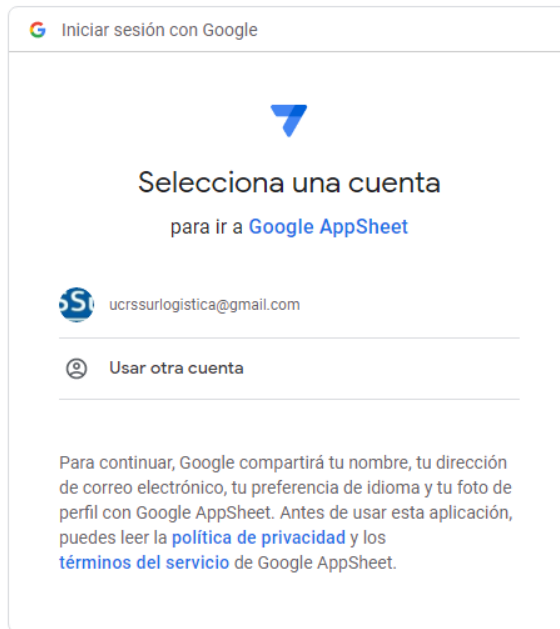 Iniciar sesión con Google
Selecciona una cuenta
para ir a Google AppSheet
ucrssurlogistica@gmail.com
Usar otra cuenta
Para continuar, Google compartirá tu nombre, tu dirección
de correo electrónico, tu preferencia de idioma y tu foto de
perfil con Google AppSheet. Antes de usar esta aplicación,
puedes leer la política de privacidad y los
términos del servicio de Google AppSheet.